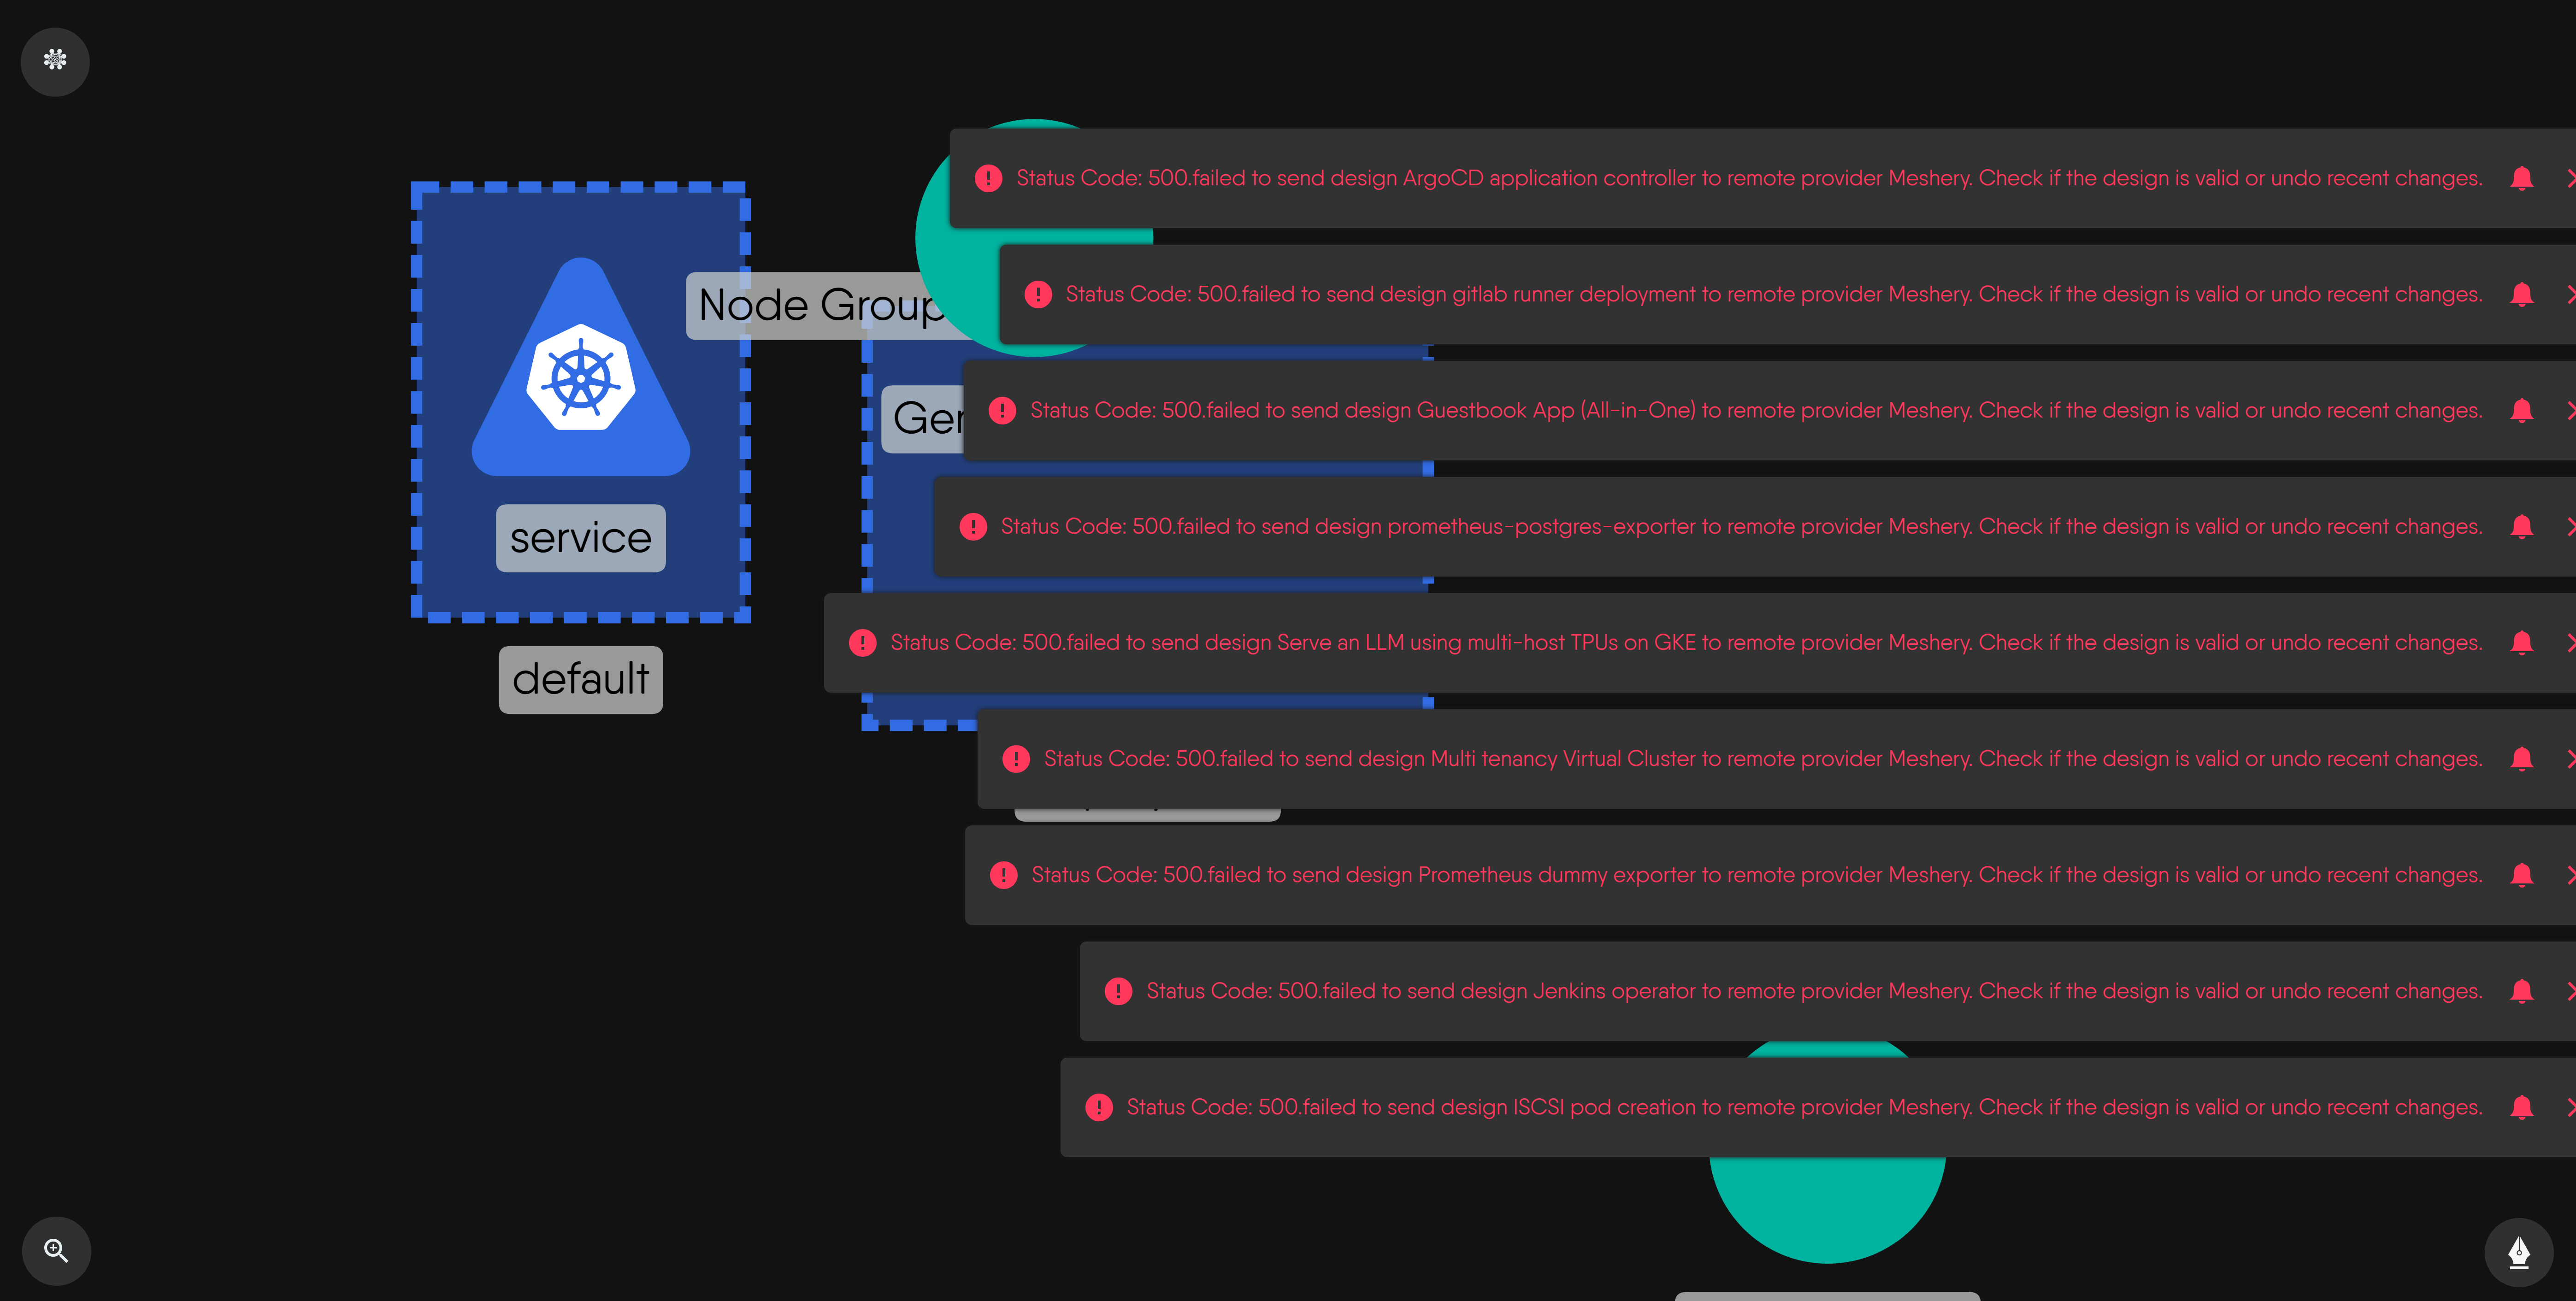 Status Code: 500.failed to send design ArgoCD application controller to remote provider Meshery. Check if the design is valid or undo recent changes.
Node Group
Status Code: 500.failed to send design gitlab runner deployment to remote provider Meshery. Check if the design is valid or undo recent changes.
Status Code: 500.failed to send design Guestbook App (All-in-One) to remote provider Meshery. Check if the design is valid or undo recent changes.
service
Status Code: 500.failed to send design prometheus-postgres-exporter to remote provider Meshery. Check if the design is valid or undo recent changes.
default
Status Code: 500.failed to send design Serve an LLM using multi-host TPUs on GKE to remote provider Meshery. Check if the design is valid or undo recent changes.
Status Code: 500.failed to send design Multi tenancy Virtual Cluster to remote provider Meshery. Check if the design is valid or undo recent changes.
Status Code: 500.failed to send design Prometheus dummy exporter to remote provider Meshery. Check if the design is valid or undo recent changes.
Status Code: 500.failed to send design Jenkins operator to remote provider Meshery. Check if the design is valid or undo recent changes.
Status Code: 500.failed to send design ISCSI pod creation to remote provider Meshery. Check if the design is valid or undo recent changes.